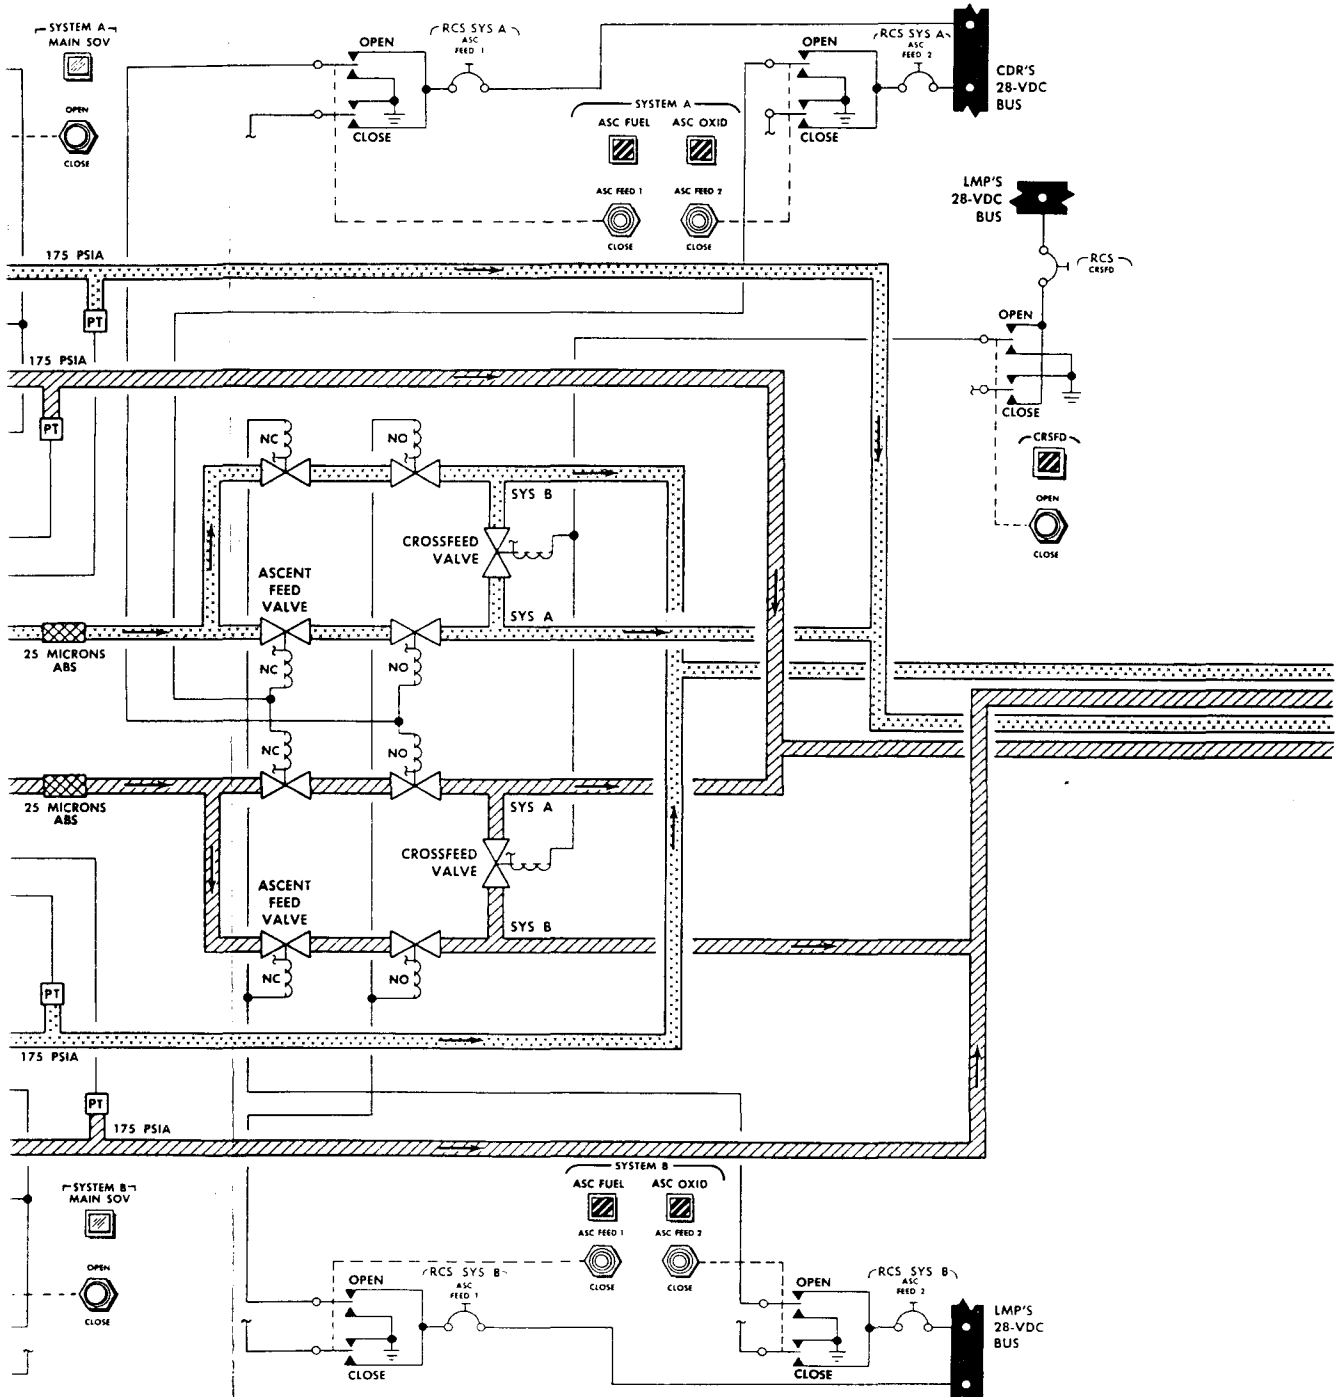 SYSTEM A
MAIN SOV
OPEN
CLOSE
OPEN
CLOSE
RCS SYS A
ASC
FEED 1
SYSTEM A
ASC FUEL ASC OXID
ASC FEED 1 ASC FEED 2
CLOSE CLOSE
OPEN
CLOSE
RCS SYS A
ASC
FEED 2
CDR'S
28-VDC
BUS
LMP'S
28-VDC
BUS
RCS
CRSFD
OPEN
CLOSE
CRSFD
OPEN
CLOSE
175 PSIA
PT
175 PSIA
PT
NC
NO
SYS B
CROSSFEED
VALVE
ASCENT
FEED
VALVE
SYS A
25 MICRONS
ABS
NC
NO
NC
NO
25 MICRONS
ABS
SYS A
CROSSFEED
VALVE
ASCENT
FEED
VALVE
SYS B
NC
NO
PT
175 PSIA
PT
175 PSIA
SYSTEM B
MAIN SOV
OPEN
CLOSE
SYSTEM B
ASC FUEL ASC OXID
ASC FEED 1 ASC FEED 2
CLOSE CLOSE
OPEN
CLOSE
RCS SYS B
ASC
FEED 1
OPEN
CLOSE
RCS SYS B
ASC
FEED 2
LMP'S
28-VDC
BUS